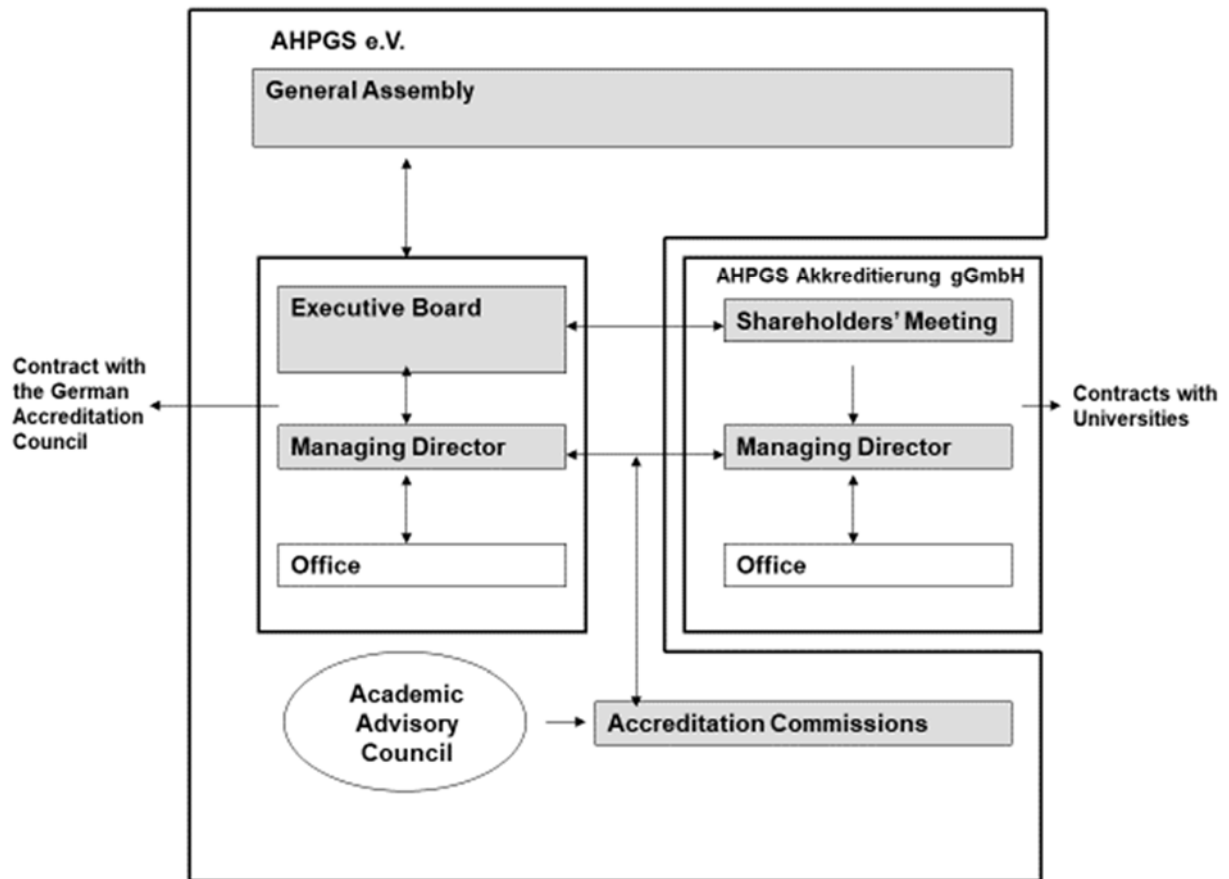 AHPGS e.V.
General Assembly
AHPGS Akkreditierung gGmbH
Executive Board
Shareholders' Meeting
Contract with
the German
Accreditation
Council
Contracts with
Universities
Managing Director
Managing Director
Office
Office
Academic
Advisory
Council
Accreditation Commissions